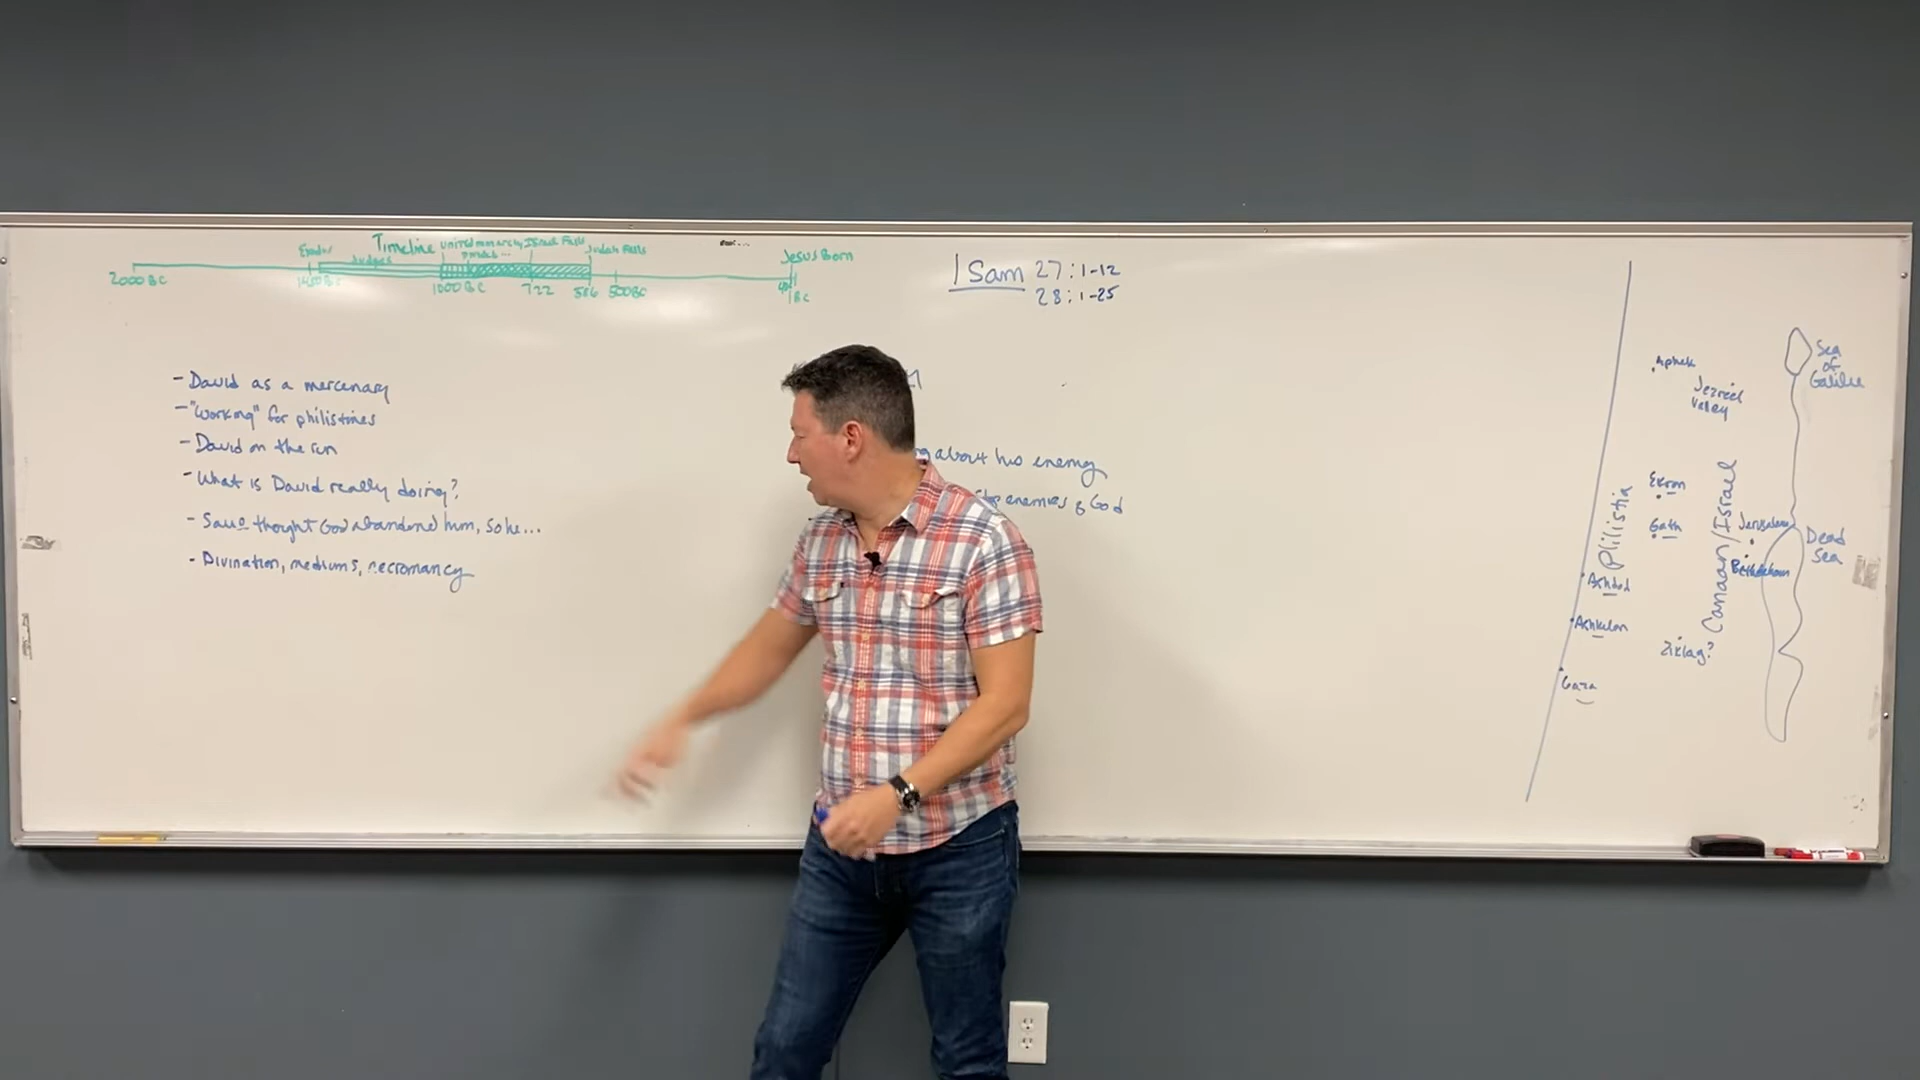 Timeline
Exodus
Judges
united monarchy
Israel Falls
Judah Falls
Jesus Born
2000 BC
1000 BC
722
586
500 BC
1 BC
1 Sam 27:1-12
28:1-25
- David as a mercenary
- "Working" for philistines
- David on the run
- What is David really doing?
- Saul thought God abandoned him, so he...
- Divination, mediums, necromancy
about his enemy
enemies of God
Philistia
Canaan/Israel
Aphek
Jezreel
Valley
Sea
of
Galilee
Ekron
Gath
Jerusalem
Bethlehem
Dead
Sea
Ashdod
Ashkelon
Ziklag?
Gaza